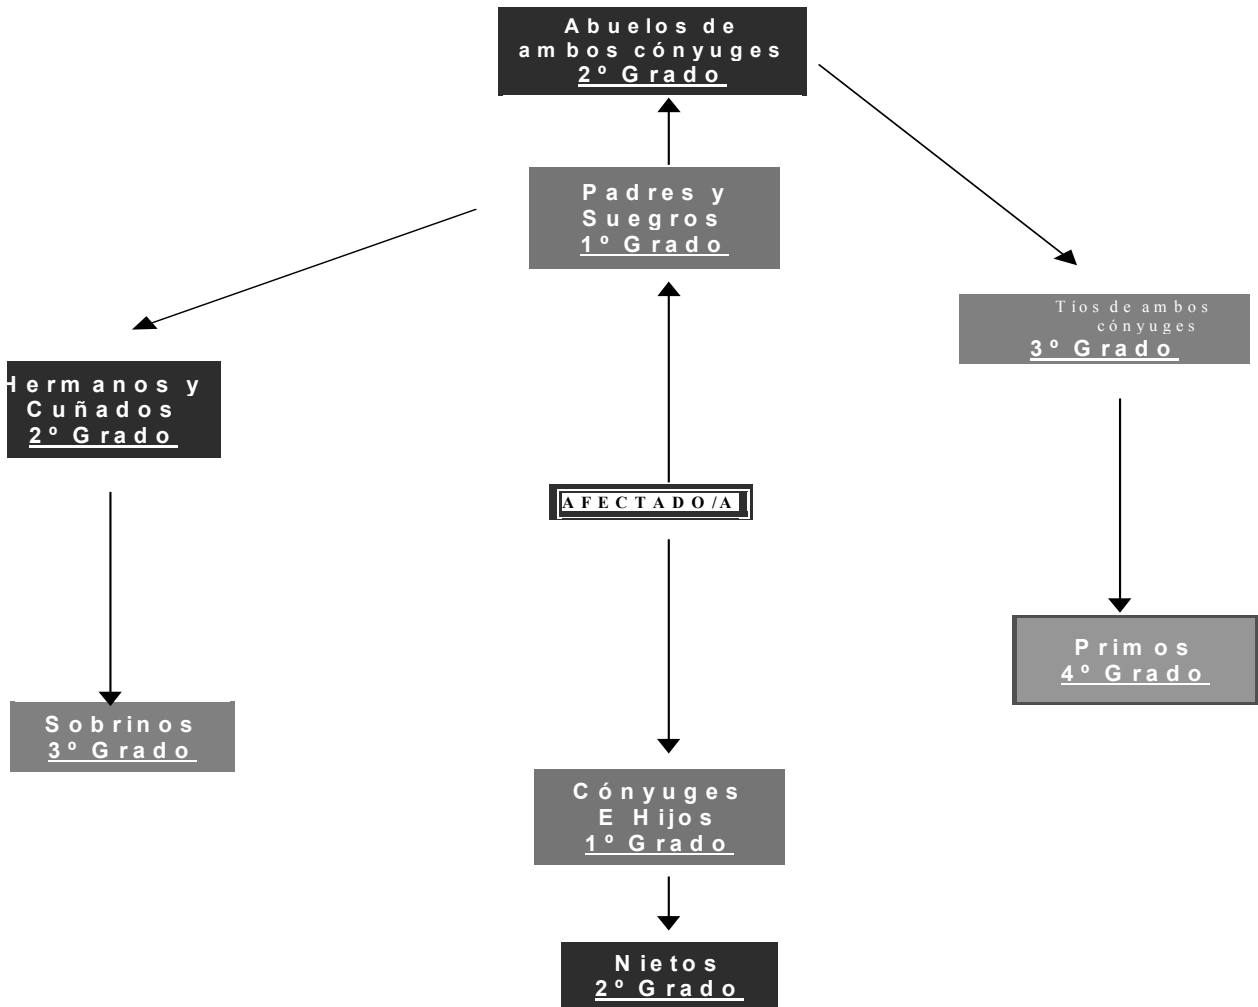 Abuelos de
ambos cónyuges
2º Grado
Padres y
Suegros
1º Grado
Tíos de ambos
cónyuges
3º Grado
Hermanos y
Cuñados
2º Grado
AFECTADO/A
Primos
4º Grado
Sobrinos
3º Grado
Cónyuges
E Hijos
1º Grado
Nietos
2º Grado